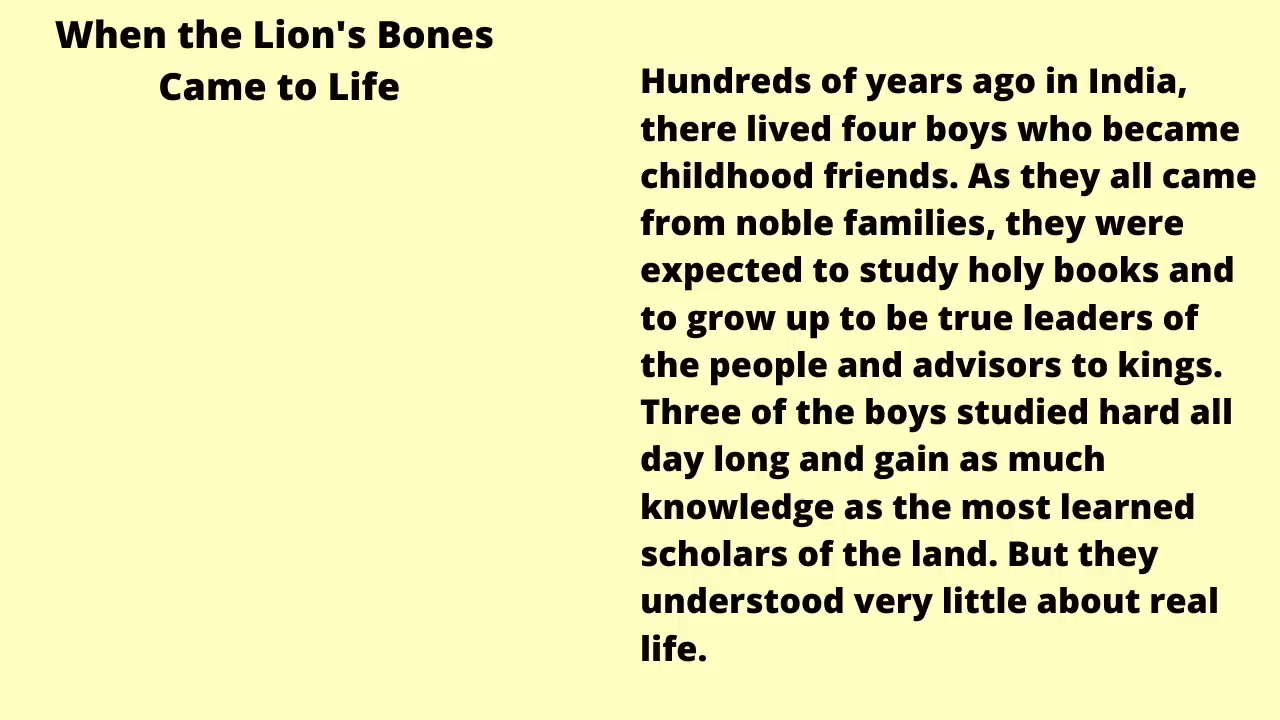 When the Lion's Bones
Came to Life
Hundreds of years ago in India,
there lived four boys who became
childhood friends. As they all came
from noble families, they were
expected to study holy books and
to grow up to be true leaders of
the people and advisors to kings.
Three of the boys studied hard all
day long and gain as much
knowledge as the most learned
scholars of the land. But they
understood very little about real
life.